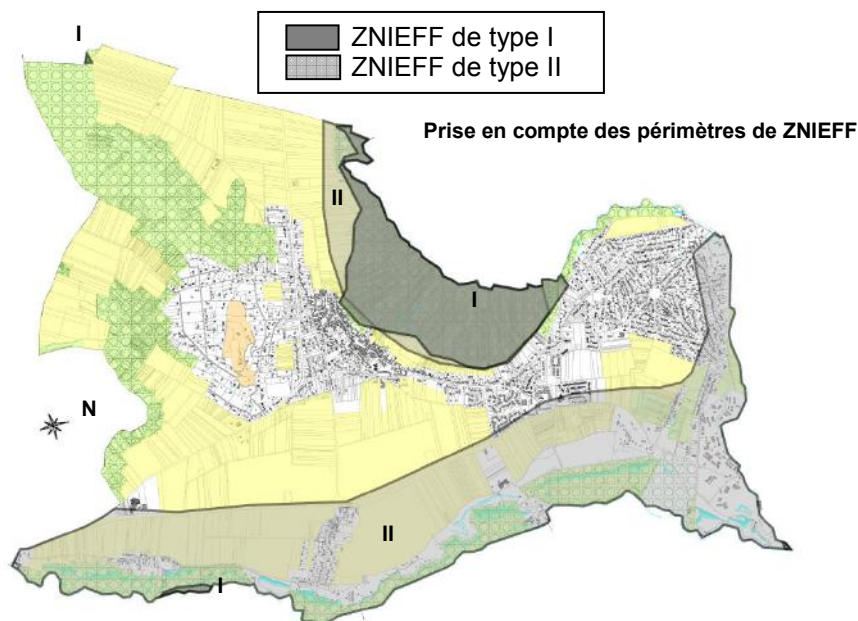 I
ZNIEFF de type I
ZNIEFF de type II
Prise en compte des périmètres de ZNIEFF
II
I
N
II
I